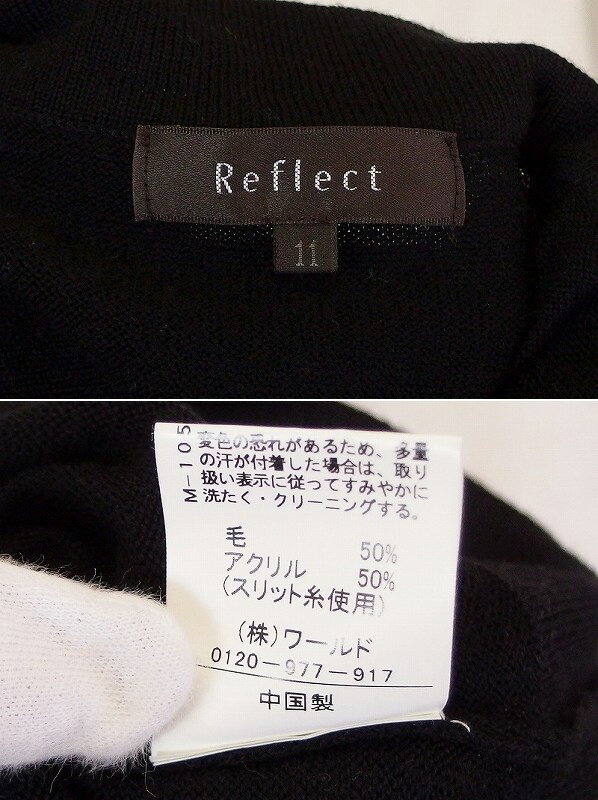 Reflect
11
M-105
変色の恐れがあるため、多量
の汗が付着した場合は、取り
扱い表示に従ってすみやかに
洗たく・クリーニングする。
毛 50%
アクリル 50%
(スリット糸使用)
(株)ワールド
0120-977-917
中国製